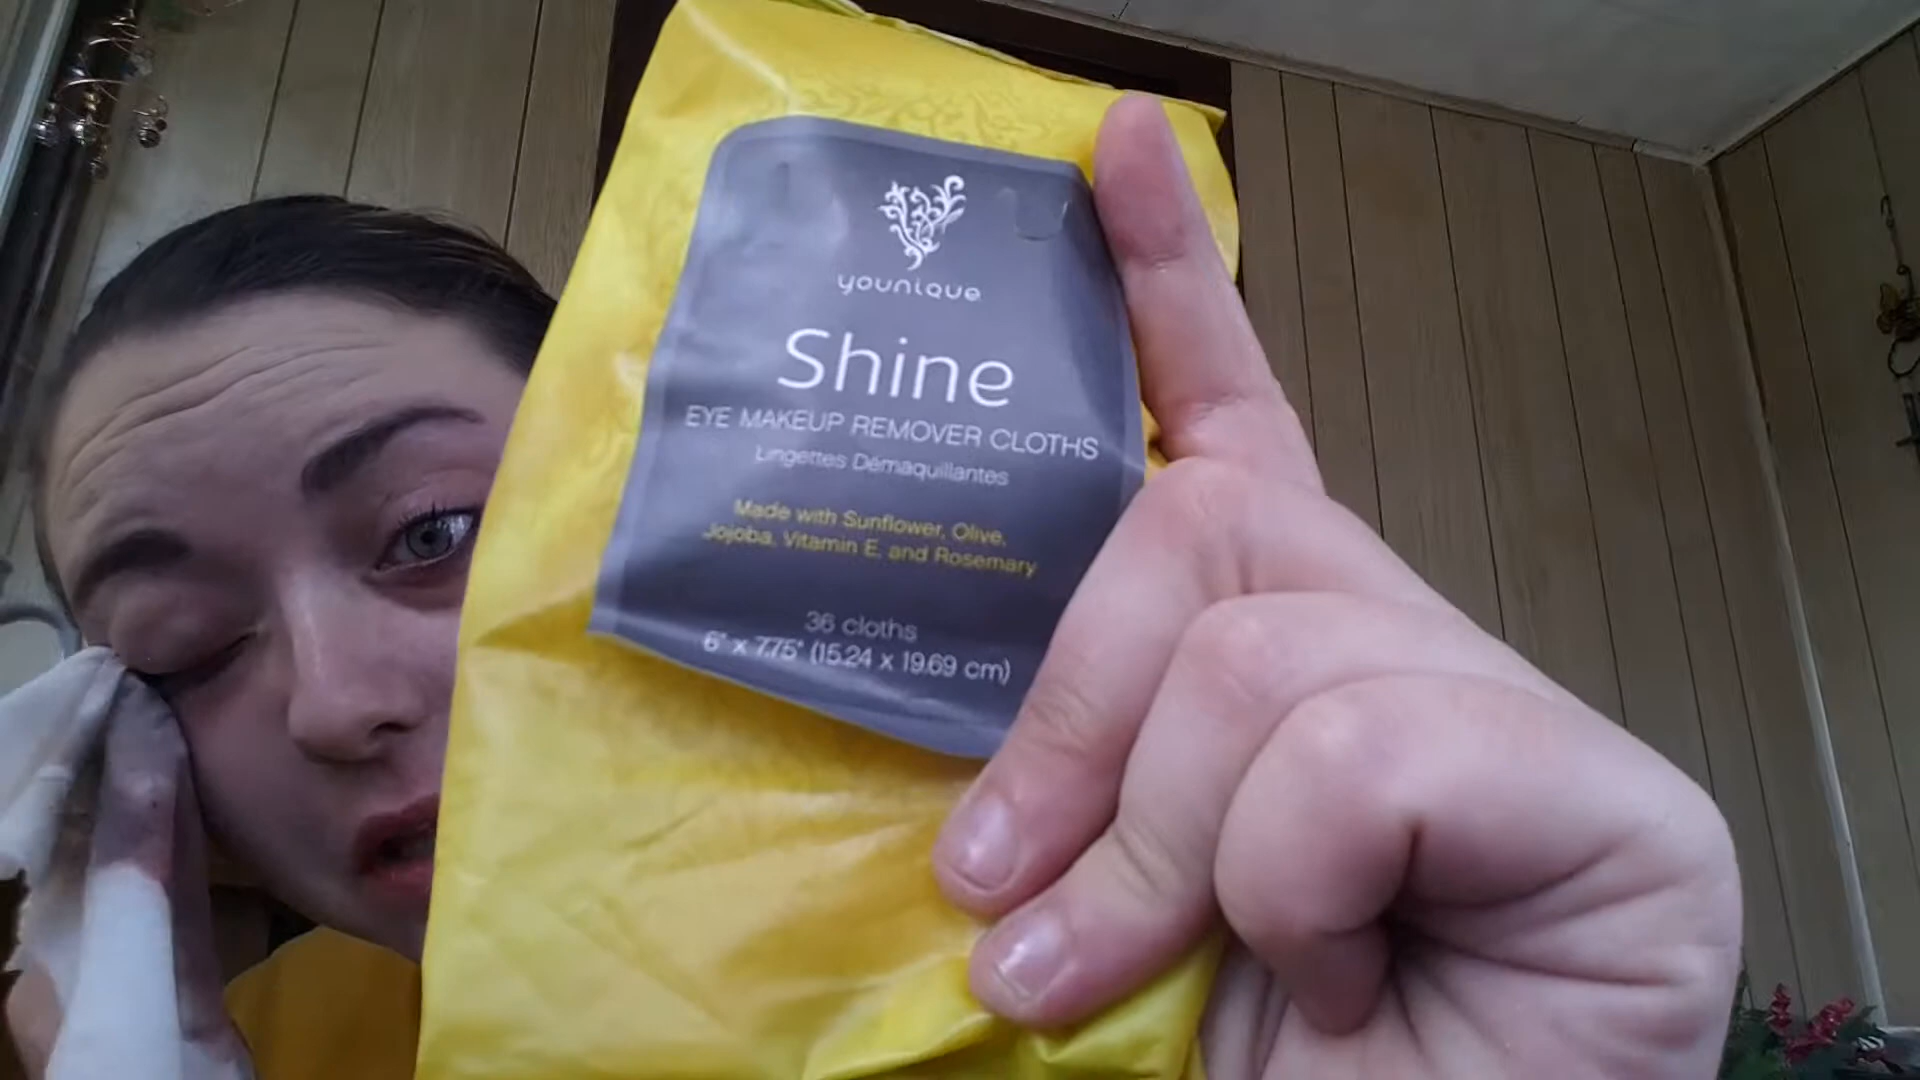 younique
Shine
EYE MAKEUP REMOVER CLOTHS
Lingettes Démaquillantes
Made with Sunflower, Olive,
Jojoba, Vitamin E, and Rosemary
36 cloths
6" x 7.75" (15.24 x 19.69 cm)